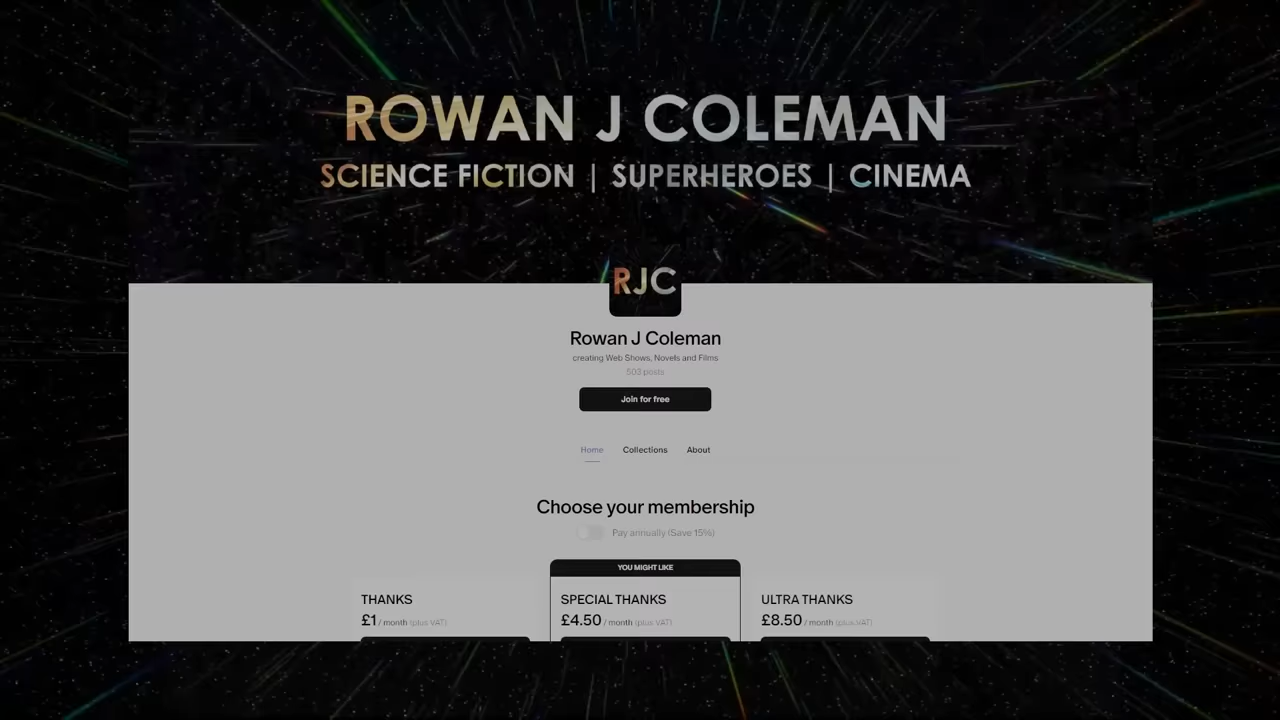 ROWAN J COLEMAN
SCIENCE FICTION | SUPERHEROES | CINEMA
RJC
Rowan J Coleman
creating Web Shows, Novels and Films
503 posts
Join for free
Home Collections About
Choose your membership
Pay annually (Save 15%)
YOU MIGHT LIKE
THANKS SPECIAL THANKS ULTRA THANKS
£1 / month (plus VAT) £4.50 / month (plus VAT) £8.50 / month (plus VAT)